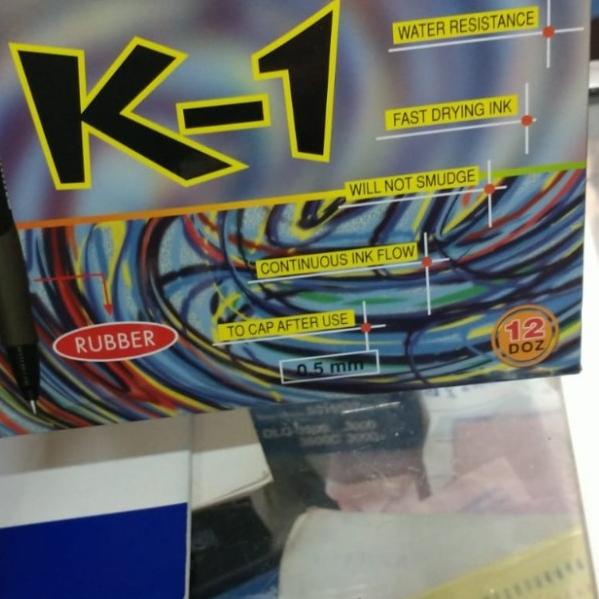 K-1
WATER RESISTANCE
FAST DRYING INK
WILL NOT SMUDGE
CONTINUOUS INK FLOW
TO CAP AFTER USE
RUBBER
0.5 mm
12
DOZ